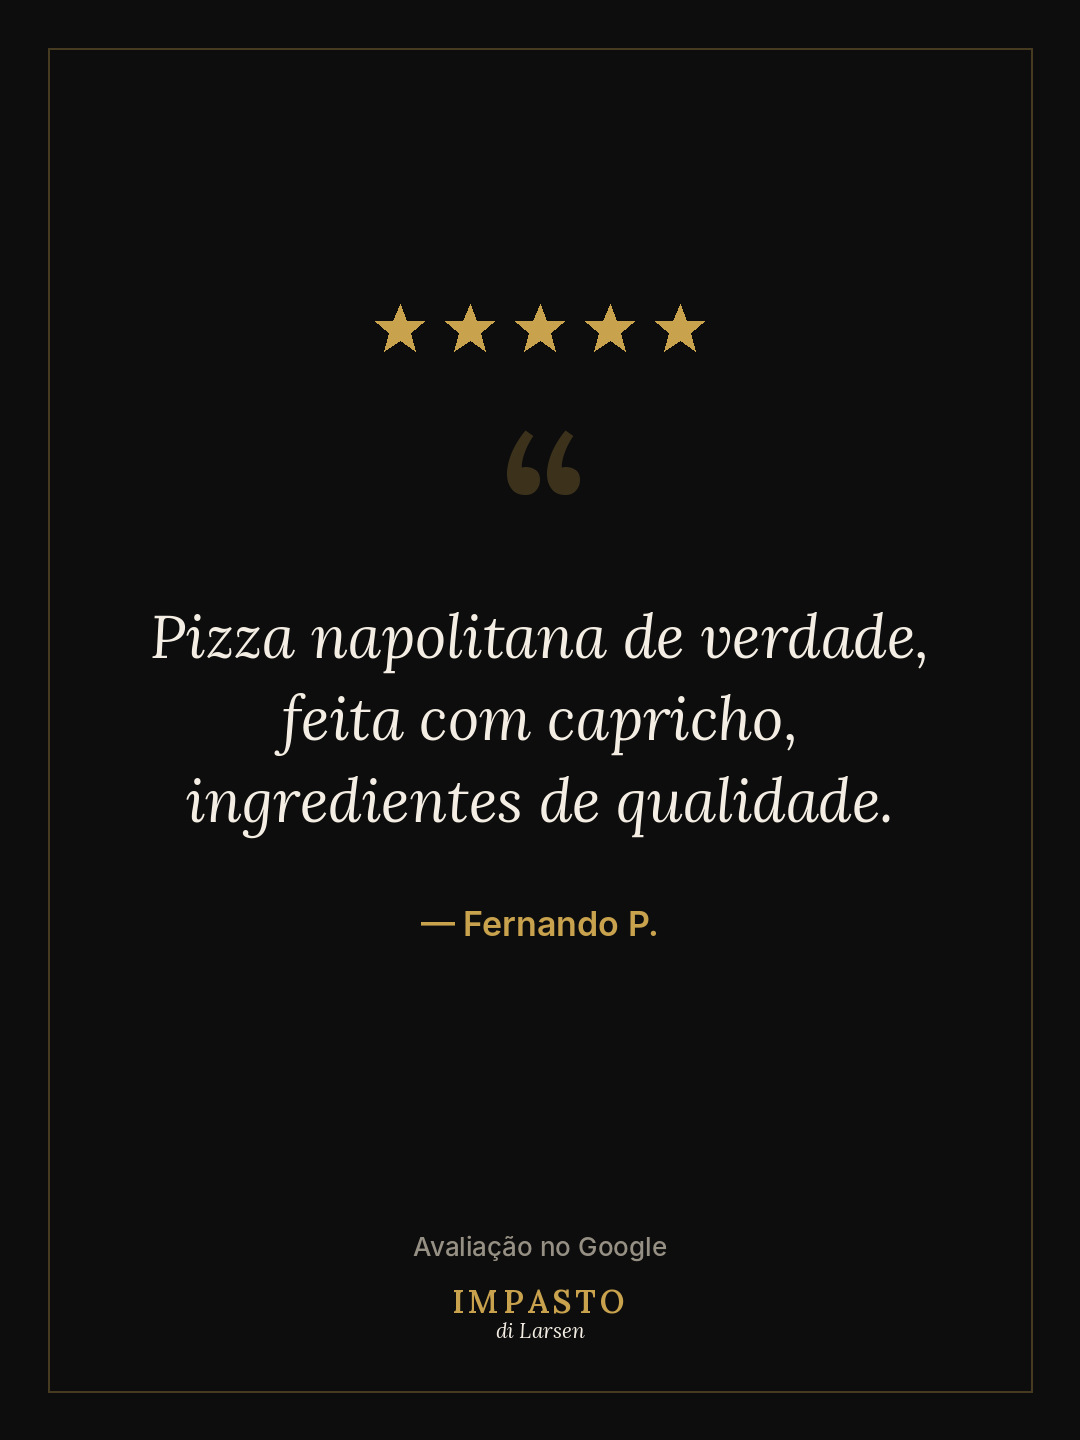 ★★★★★
“
Pizza napolitana de verdade,
feita com capricho,
ingredientes de qualidade.
— Fernando P.
Avaliação no Google
IMPASTO
di Larsen